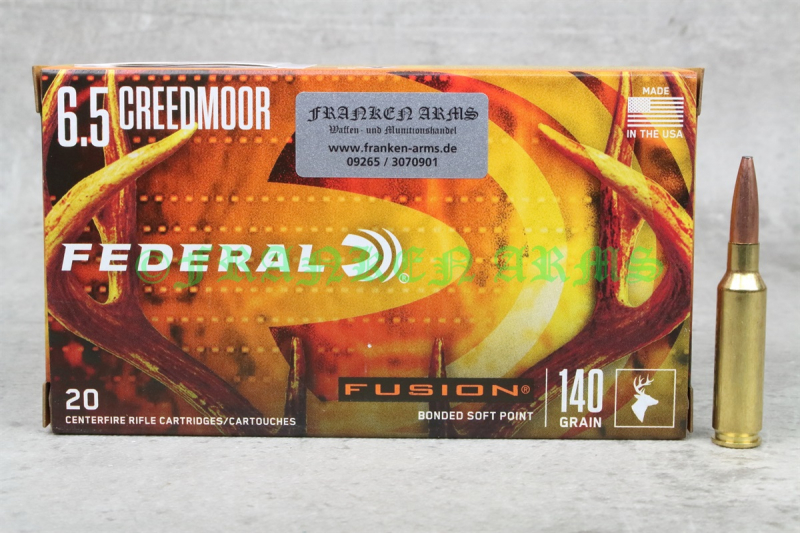 6.5 CREEDMOOR
FRANKEN ARMS
Waffen- und Munitionshandel
www.franken-arms.de
09265 / 3070901
MADE
IN THE USA
FEDERAL®
© FRANKEN ARMS
FUSION®
20
CENTERFIRE RIFLE CARTRIDGES/CARTOUCHES
BONDED SOFT POINT
140
GRAIN